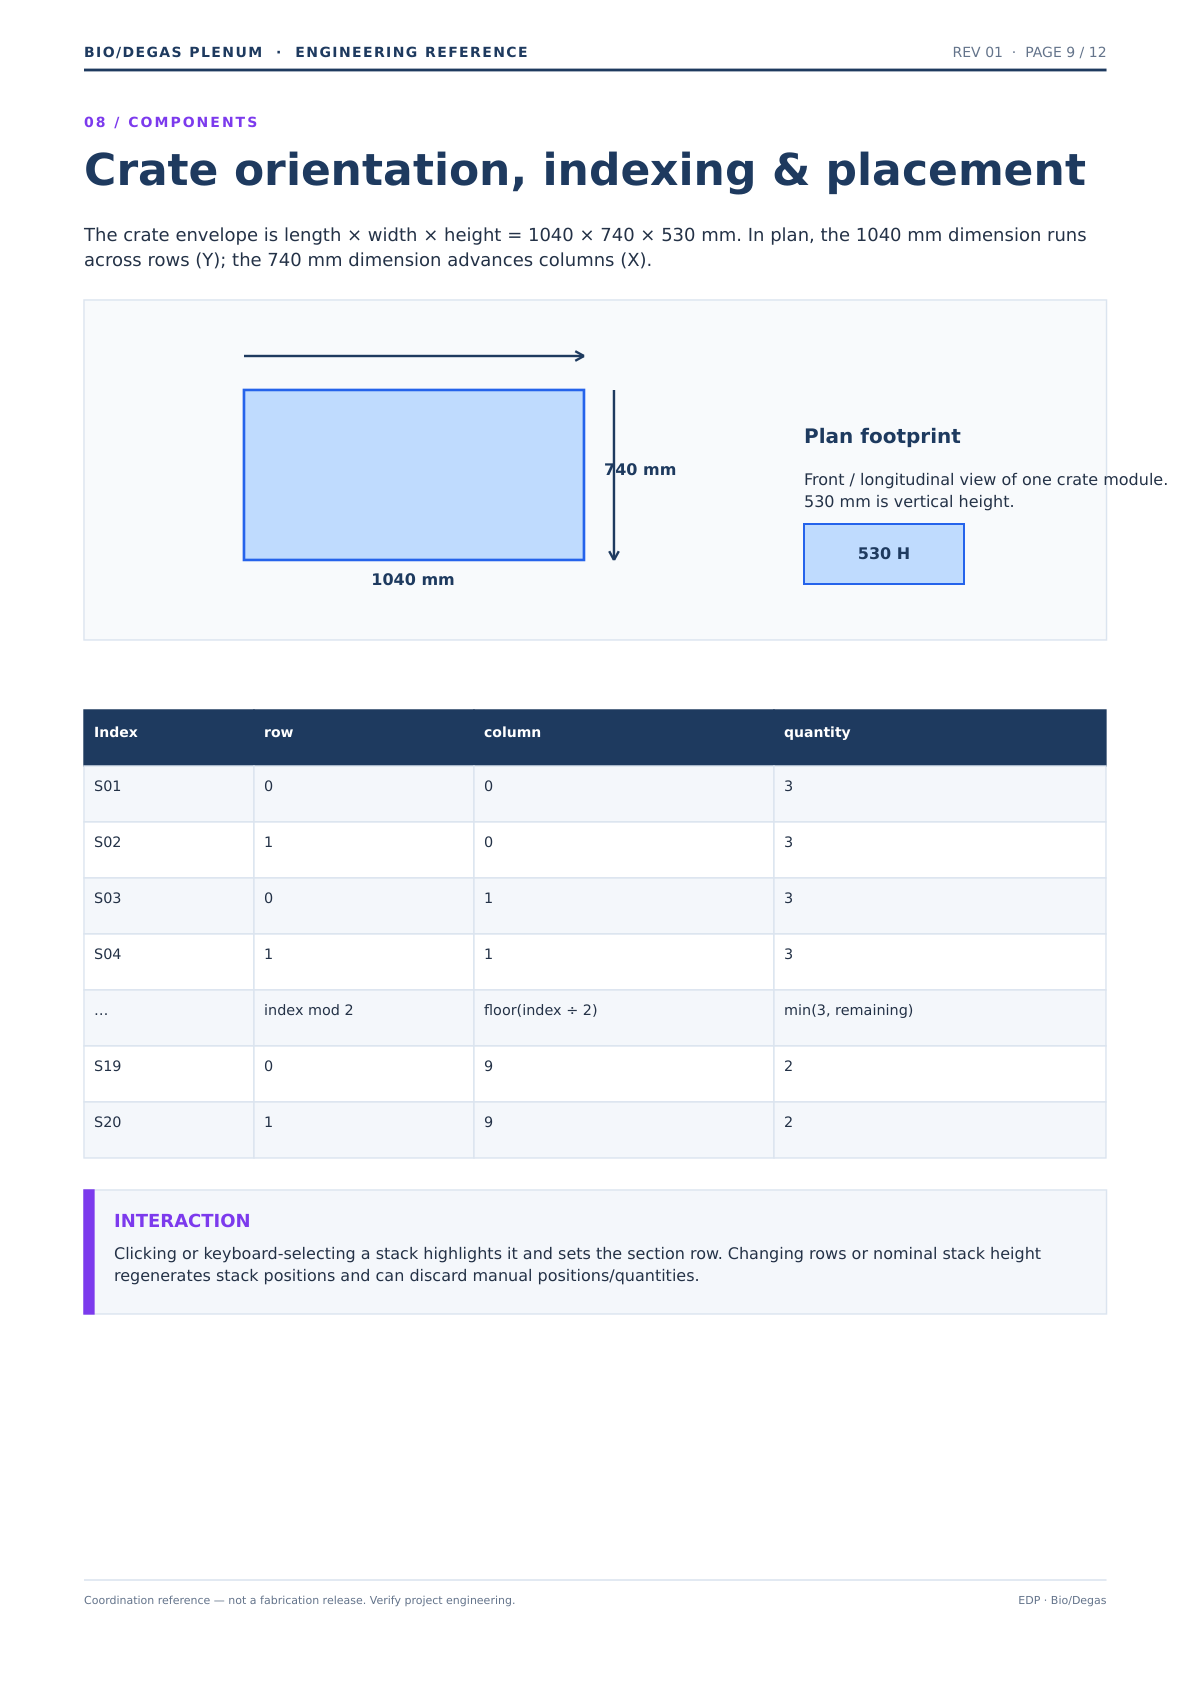 BIO/DEGAS PLENUM · ENGINEERING REFERENCE
REV 01 · PAGE 9 / 12
08 / COMPONENTS
Crate orientation, indexing & placement
The crate envelope is length × width × height = 1040 × 740 × 530 mm. In plan, the 1040 mm dimension runs
across rows (Y); the 740 mm dimension advances columns (X).
740 mm
1040 mm
Plan footprint
Front / longitudinal view of one crate module.
530 mm is vertical height.
530 H
Index row column quantity
S01 0 0 3
S02 1 0 3
S03 0 1 3
S04 1 1 3
… index mod 2 floor(index ÷ 2) min(3, remaining)
S19 0 9 2
S20 1 9 2
INTERACTION
Clicking or keyboard-selecting a stack highlights it and sets the section row. Changing rows or nominal stack height
regenerates stack positions and can discard manual positions/quantities.
Coordination reference — not a fabrication release. Verify project engineering.
EDP · Bio/Degas